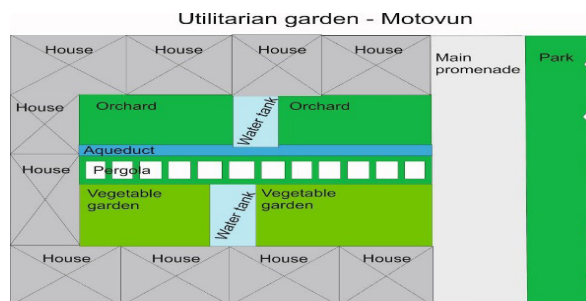 Utilitarian garden - Motovun
House House House House
Main
promenade
Park
House
Orchard
Water tank
Orchard
Aqueduct
House
Pergola
Vegetable
garden
Water tank
Vegetable
garden
House House House House